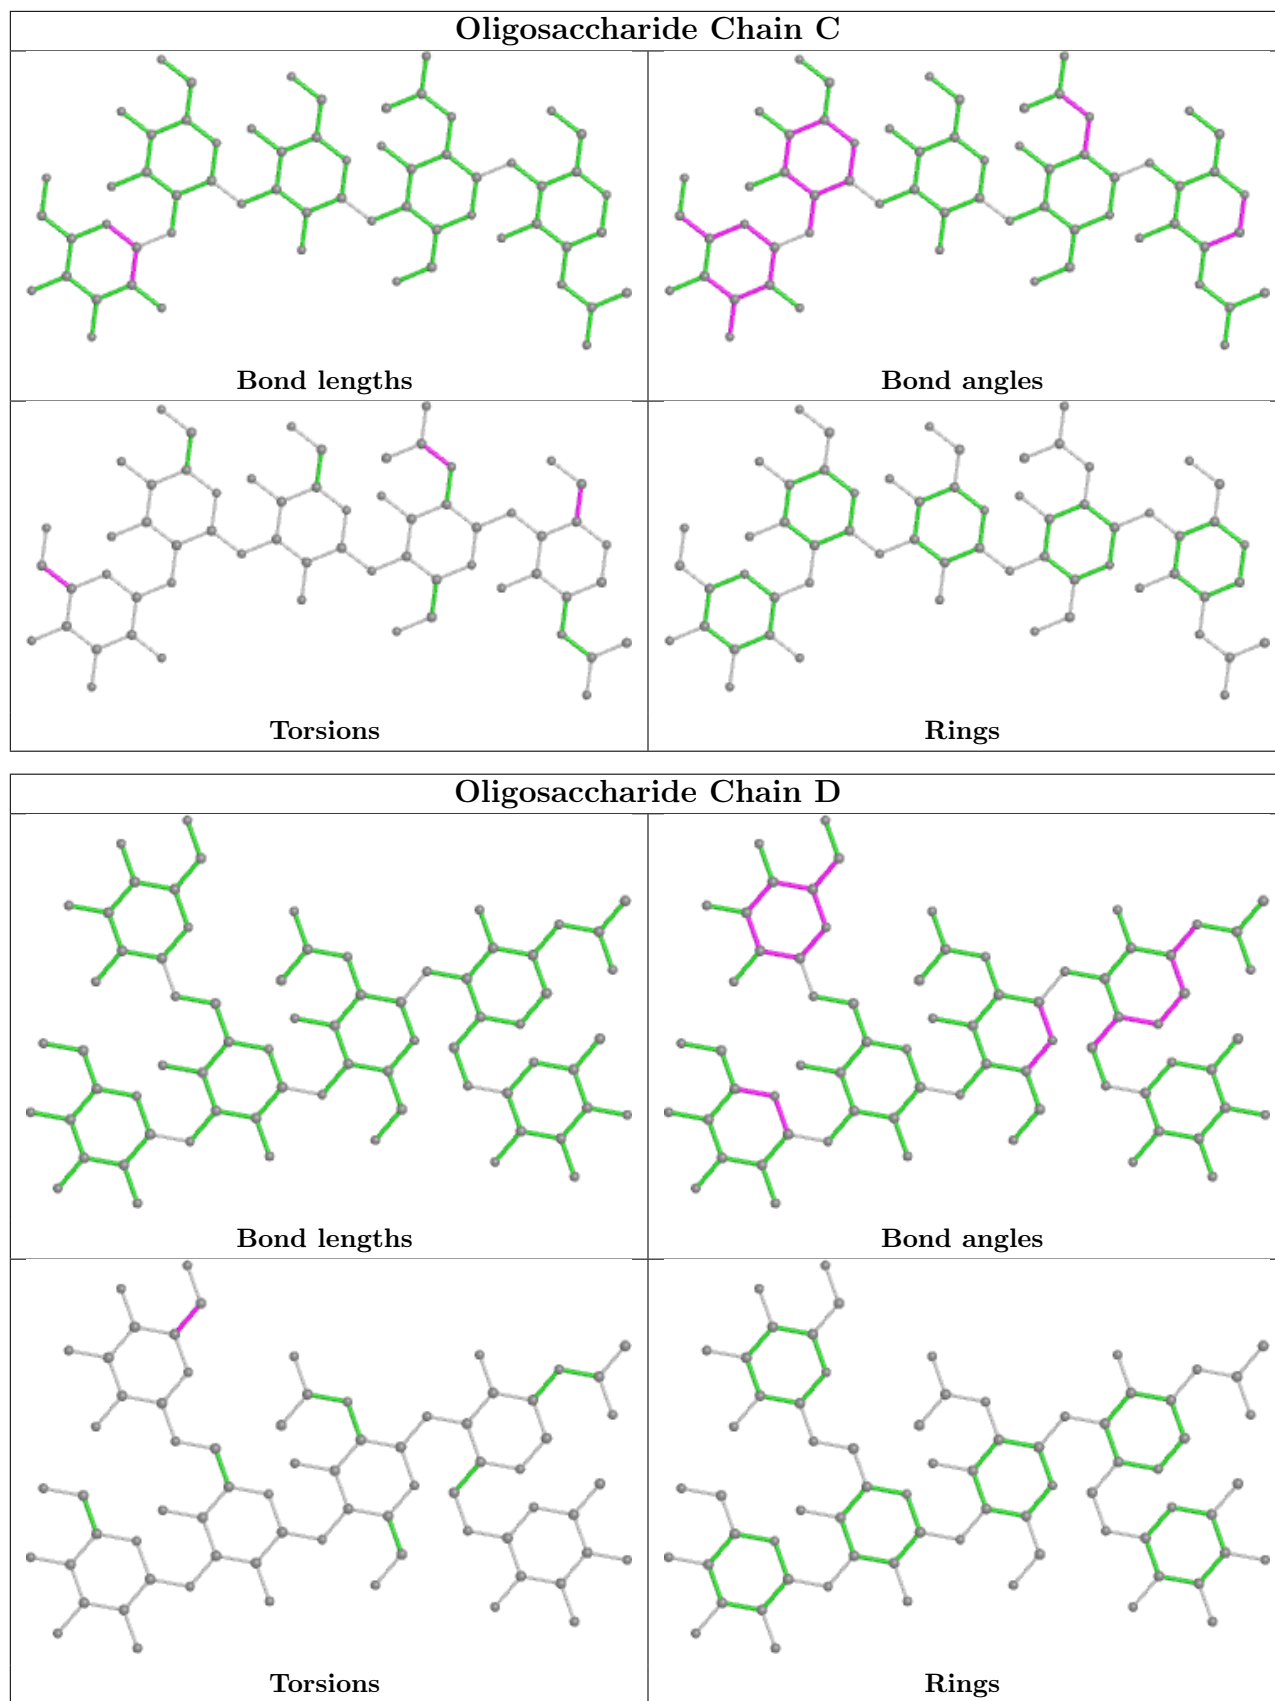 Oligosaccharide Chain C
Bond lengths
Bond angles
Torsions
Rings
Oligosaccharide Chain D
Bond lengths
Bond angles
Torsions
Rings